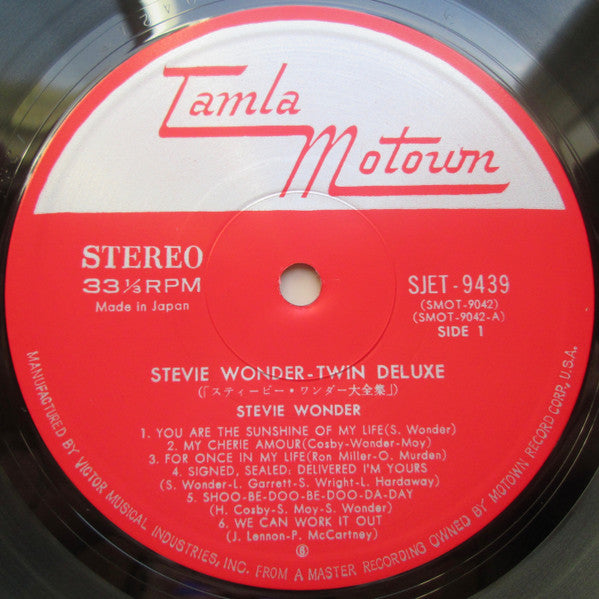 Tamla
Motown
STEREO
33⅓RPM
Made in Japan
SJET-9439
(SMOT-9042)
(SMOT-9042-A)
SIDE 1
STEVIE WONDER-TWIN DELUXE
(「スティービー・ワンダー大全集」)
STEVIE WONDER
1. YOU ARE THE SUNSHINE OF MY LIFE(S. Wonder)
2. MY CHERIE AMOUR(Cosby-Wonder-Moy)
3. FOR ONCE IN MY LIFE(Ron Miller-O. Murden)
4. SIGNED, SEALED: DELIVERED I'M YOURS
(S. Wonder-L. Garrett-S. Wright-L. Hardaway)
5. SHOO-BE-DOO-BE-DOO-DA-DAY
(H. Cosby-S. Moy-S. Wonder)
6. WE CAN WORK IT OUT
(J. Lennon-P. McCartney)
MANUFACTURED BY VICTOR MUSICAL INDUSTRIES, INC. FROM A MASTER RECORDING OWNED BY MOTOWN RECORD CORP, U.S.A.